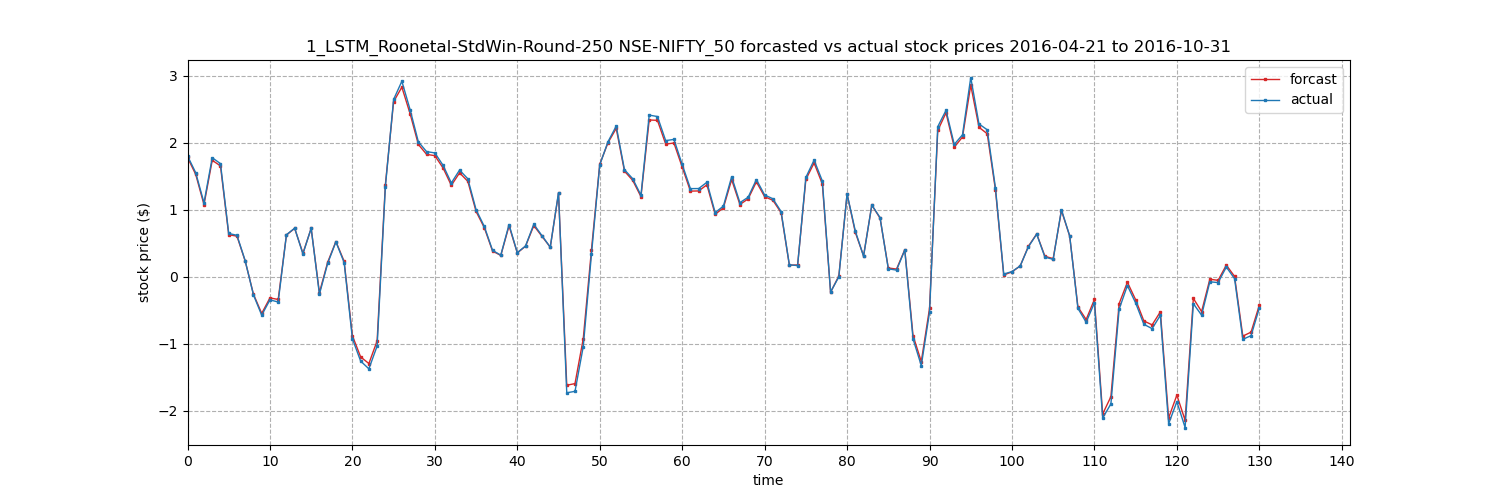 1_LSTM_Roonetal-StdWin-Round-250 NSE-NIFTY_50 forcasted vs actual stock prices 2016-04-21 to 2016-10-31
forcast
actual
3
2
1
0
−1
−2
stock price ($)
0 10 20 30 40 50 60 70 80 90 100 110 120 130 140
time